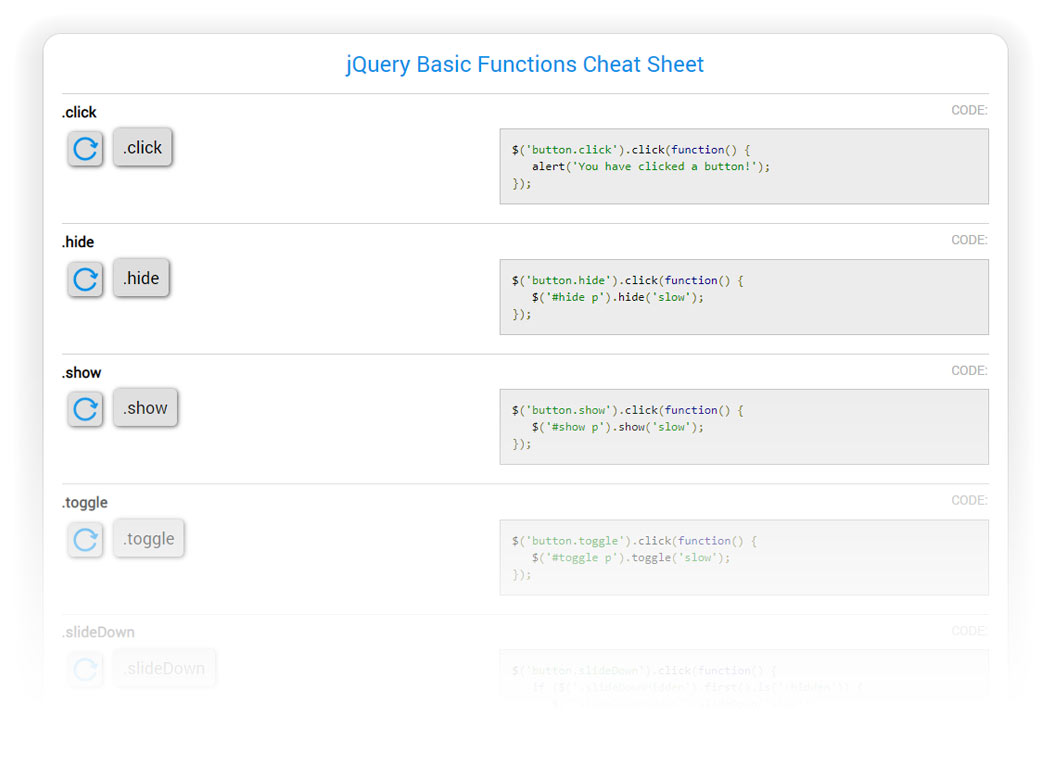 jQuery Basic Functions Cheat Sheet
.click
CODE:
.click
$('button.click').click(function() {
alert('You have clicked a button!');
});
.hide
CODE:
.hide
$('button.hide').click(function() {
$('#hide p').hide('slow');
});
.show
CODE:
.show
$('button.show').click(function() {
$('#show p').show('slow');
});
.toggle
CODE:
.toggle
$('button.toggle').click(function() {
$('#toggle p').toggle('slow');
});
.slideDown
CODE:
.slideDown
$('button.slideDown').click(function() {
if ($('.slideDownHidden').first().is(':hidden')) {